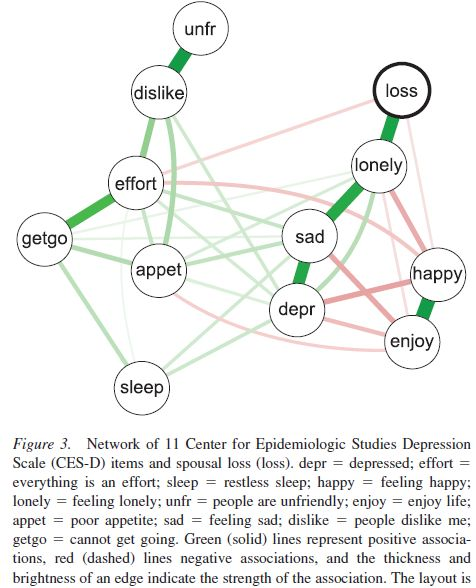 unfr
dislike
loss
lonely
effort
sad
getgo
appet
happy
depr
enjoy
sleep
Figure 3. Network of 11 Center for Epidemiologic Studies Depression
Scale (CES-D) items and spousal loss (loss). depr = depressed; effort =
everything is an effort; sleep = restless sleep; happy = feeling happy;
lonely = feeling lonely; unfr = people are unfriendly; enjoy = enjoy life;
appet = poor appetite; sad = feeling sad; dislike = people dislike me;
getgo = cannot get going. Green (solid) lines represent positive associa-
tions, red (dashed) lines negative associations, and the thickness and
brightness of an edge indicate the strength of the association. The layout is